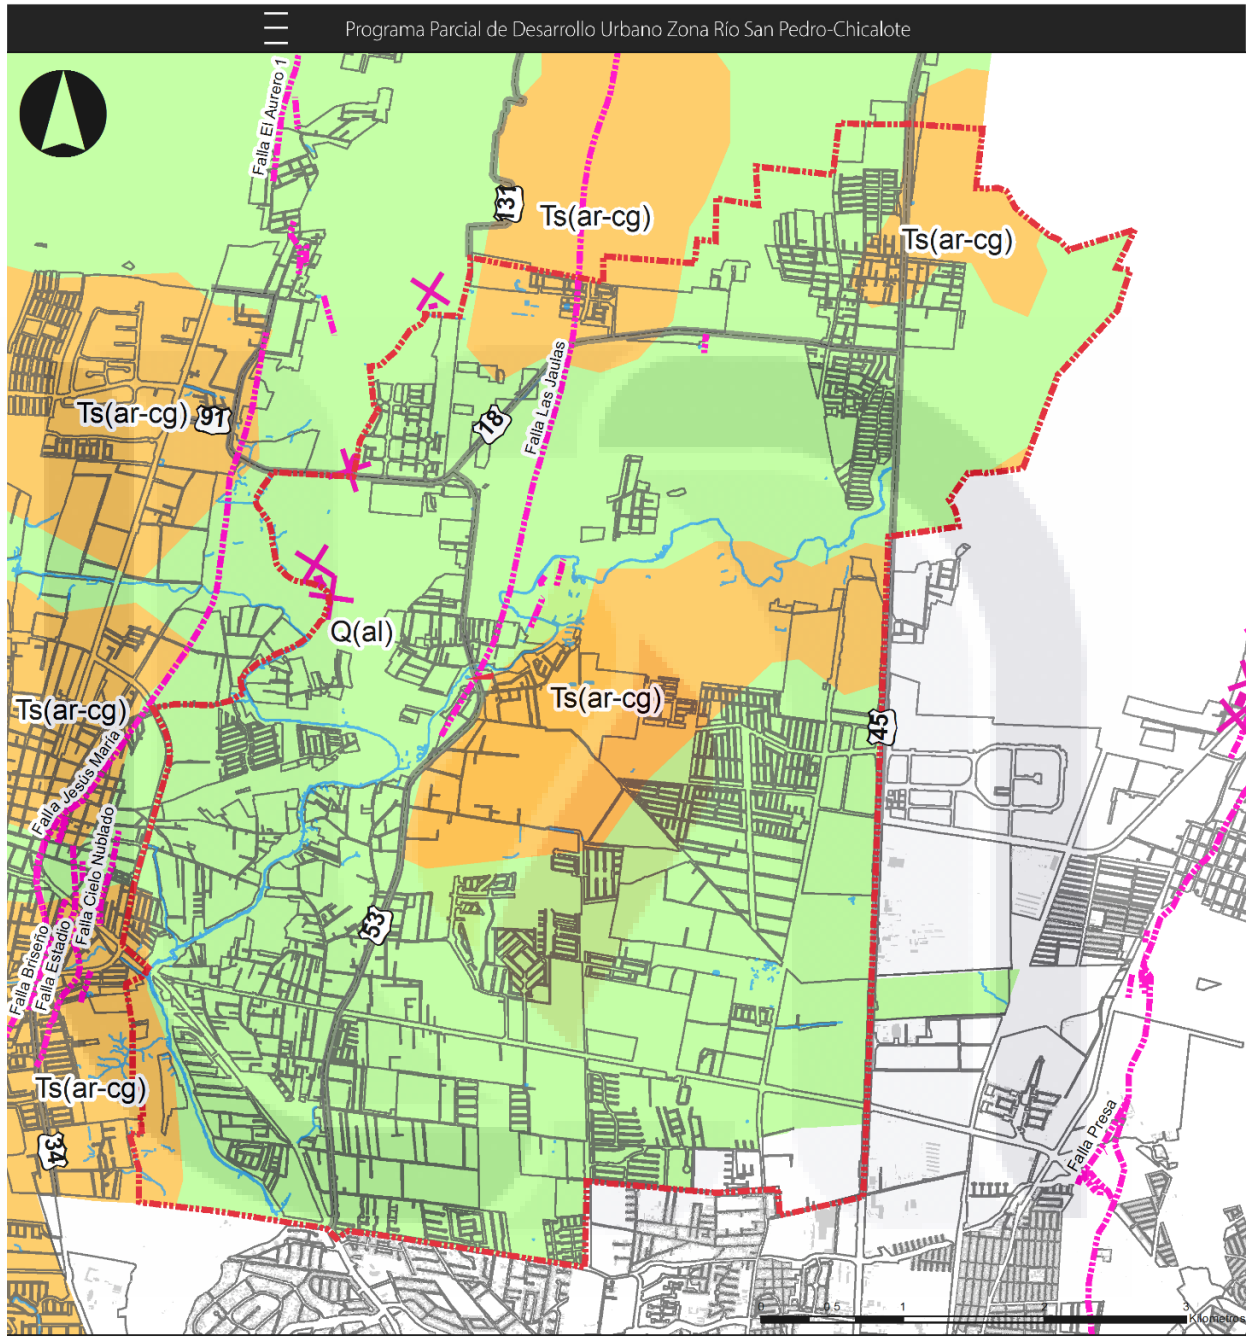 Programa Parcial de Desarrollo Urbano Zona Río San Pedro-Chicalote
Falla El Aurero 1
131
Ts(ar-cg)
Ts(ar-cg)
Falla Las Jaulas
Ts(ar-cg)
91
18
Q(al)
Ts(ar-cg)
Ts(ar-cg)
45
Falla Jesús María
Falla Cielo Nublado
53
Falla Briseño
Falla Estadio
Ts(ar-cg)
34
Falla Presa
0 0.5 1 2 3
Kilometros